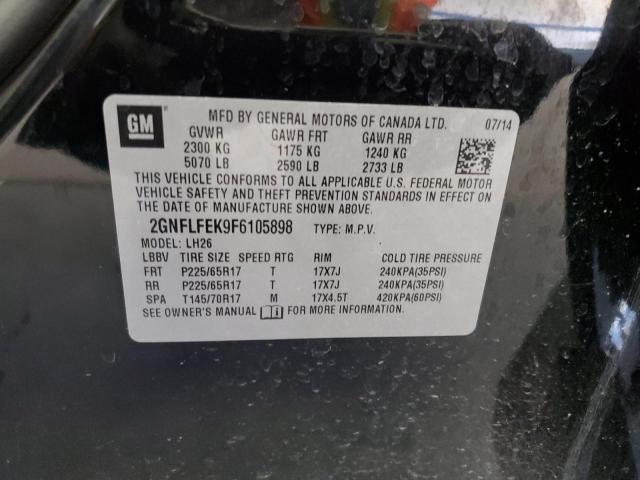 GM
MFD BY GENERAL MOTORS OF CANADA LTD. 07/14
GVWR GAWR FRT GAWR RR
2300 KG 1175 KG 1240 KG
5070 LB 2590 LB 2733 LB
THIS VEHICLE CONFORMS TO ALL APPLICABLE U.S. FEDERAL MOTOR
VEHICLE SAFETY AND THEFT PREVENTION STANDARDS IN EFFECT ON
THE DATE OF MANUFACTURE SHOWN ABOVE.
2GNFLFEK9F6105898 TYPE: M.P.V.
MODEL: LH26
LBBV TIRE SIZE SPEED RTG RIM COLD TIRE PRESSURE
FRT P225/65R17 T 17X7J 240KPA(35PSI)
RR P225/65R17 T 17X7J 240KPA(35PSI)
SPA T145/70R17 M 17X4.5T 420KPA(60PSI)
SEE OWNER'S MANUAL FOR MORE INFORMATION.